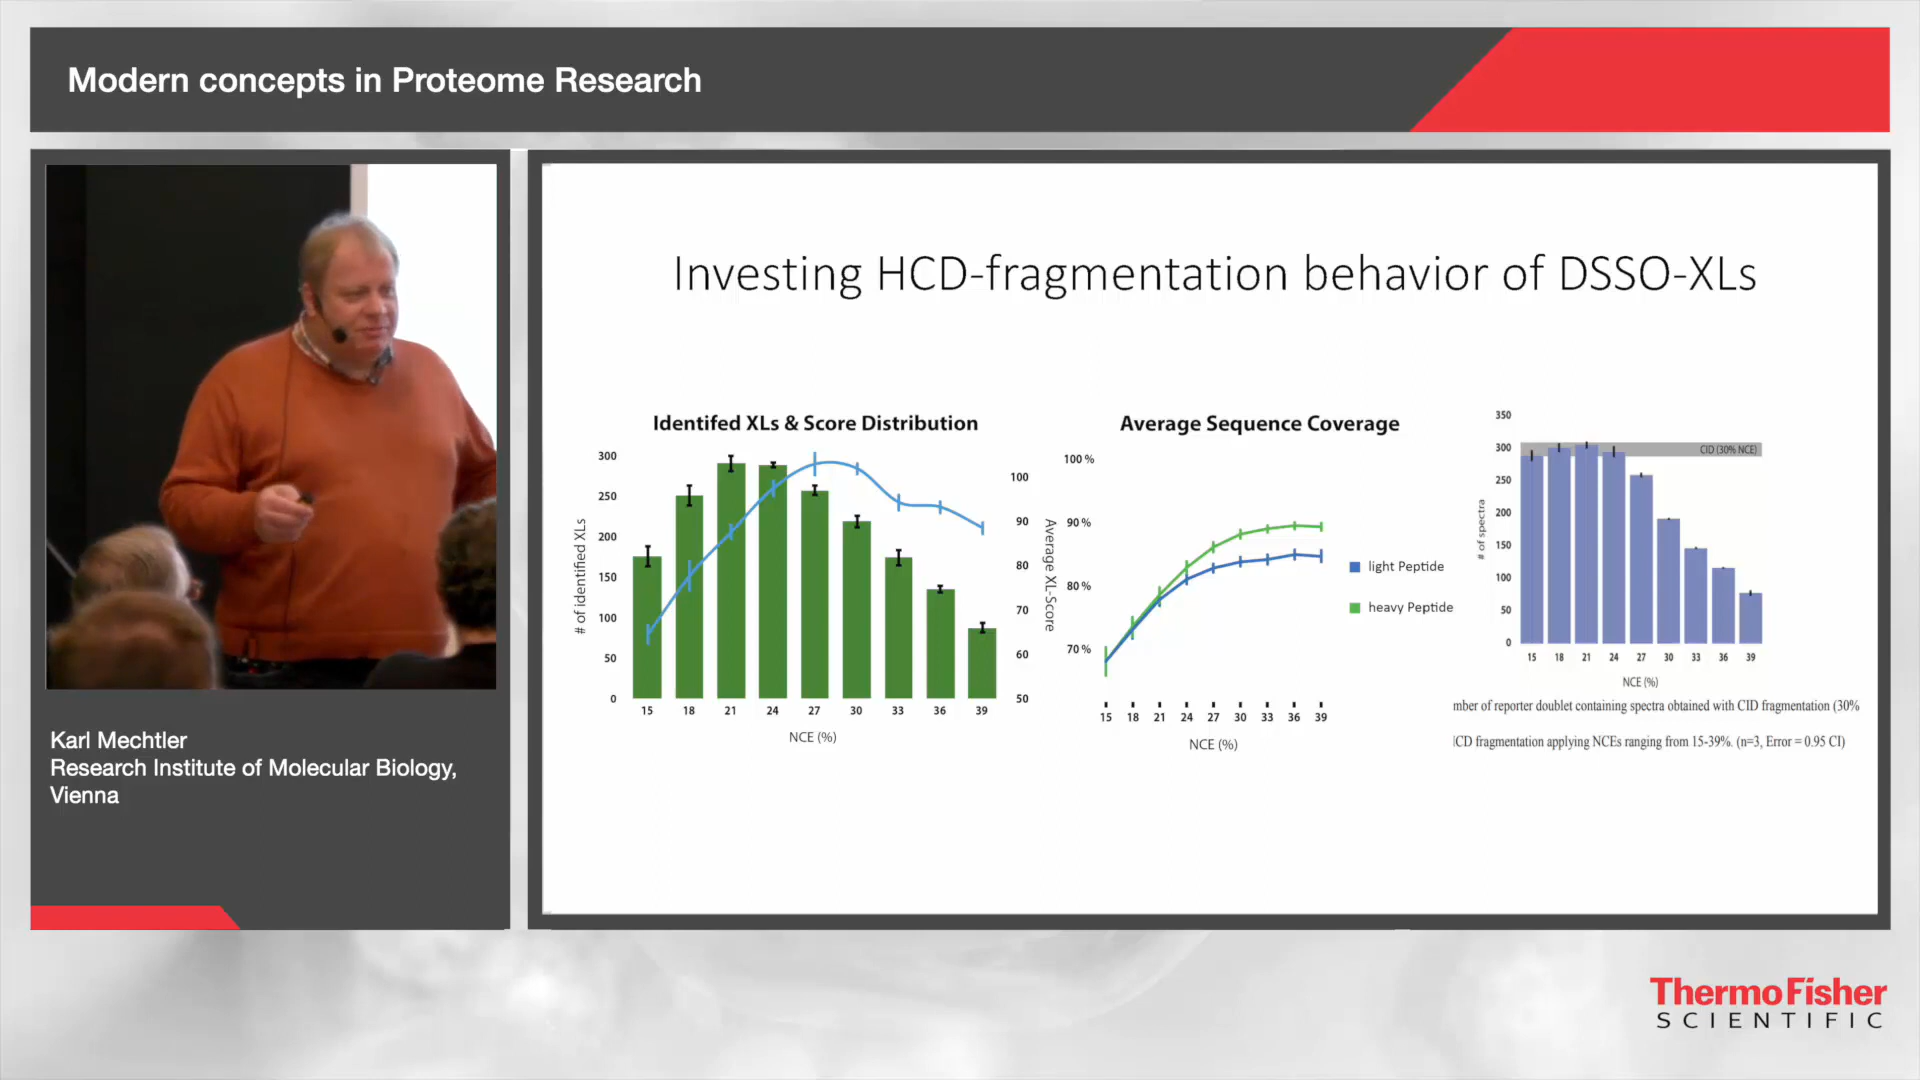 Modern concepts in Proteome Research
Karl Mechtler
Research Institute of Molecular Biology,
Vienna
Investing HCD-fragmentation behavior of DSSO-XLs
Identifed XLs & Score Distribution
# of identified XLs
300
250
200
150
100
50
0
100
90
80
70
60
50
Average XL-Score
15 18 21 24 27 30 33 36 39
NCE (%)
Average Sequence Coverage
100 %
90 %
80 %
70 %
15 18 21 24 27 30 33 36 39
NCE (%)
light Peptide
heavy Peptide
# of spectra
350
300
250
200
150
100
50
0
CID (30% NCE)
15 18 21 24 27 30 33 36 39
NCE (%)
mber of reporter doublet containing spectra obtained with CID fragmentation (30%
ICD fragmentation applying NCEs ranging from 15-39%. (n=3, Error = 0.95 CI)
ThermoFisher
SCIENTIFIC